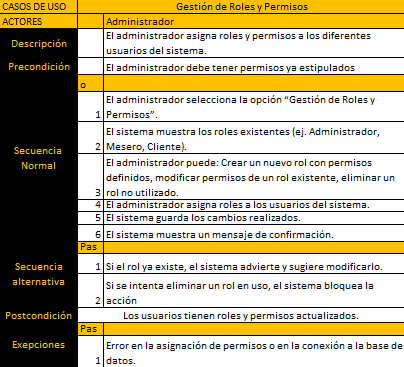 CASOS DE USO Gestión de Roles y Permisos
ACTORES Administrador
Descripción El administrador asigna roles y permisos a los diferentes
usuarios del sistema.
Precondición El administrador debe tener permisos ya estipulados
o
Secuencia
Normal
1 El administrador selecciona la opción “Gestión de Roles y
Permisos”.
2 El sistema muestra los roles existentes (ej. Administrador,
Mesero, Cliente).
3 El administrador puede: Crear un nuevo rol con permisos
definidos, modificar permisos de un rol existente, eliminar un
rol no utilizado.
4 El administrador asigna roles a los usuarios del sistema.
5 El sistema guarda los cambios realizados.
6 El sistema muestra un mensaje de confirmación.
Pas
Secuencia
alternativa
1 Si el rol ya existe, el sistema advierte y sugiere modificarlo.
2 Si se intenta eliminar un rol en uso, el sistema bloquea la
acción
Postcondición Los usuarios tienen roles y permisos actualizados.
Pas
Exepciones
1 Error en la asignación de permisos o en la conexión a la base de
datos.